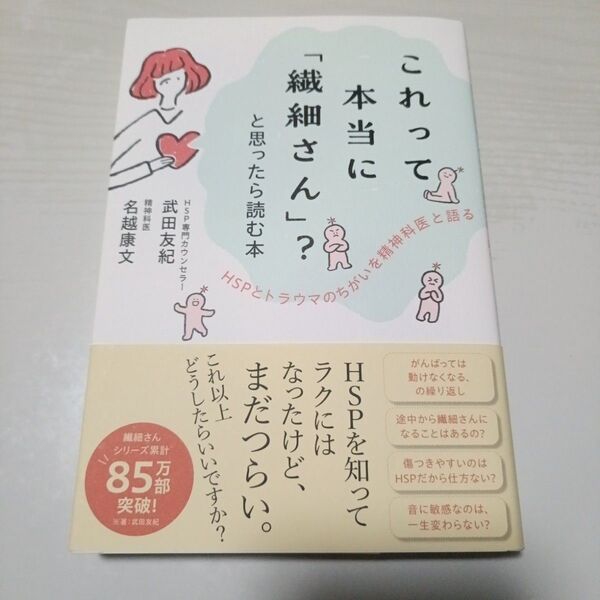 これって
本当に
「繊細さん」？
と思ったら読む本
HSPとトラウマのちがいを精神科医と語る
HSP専門カウンセラー
武田友紀
精神科医
名越康文
HSPを知って
ラクには
なったけど、
まだつらい。
これ以上
どうしたらいいですか？
がんばっては
動けなくなる、
の繰り返し
途中から繊細さんに
なることはあるの？
傷つきやすいのは
HSPだから仕方ない？
音に敏感なのは、
一生変わらない？
繊細さん
シリーズ累計
85万部
突破！
※著：武田友紀